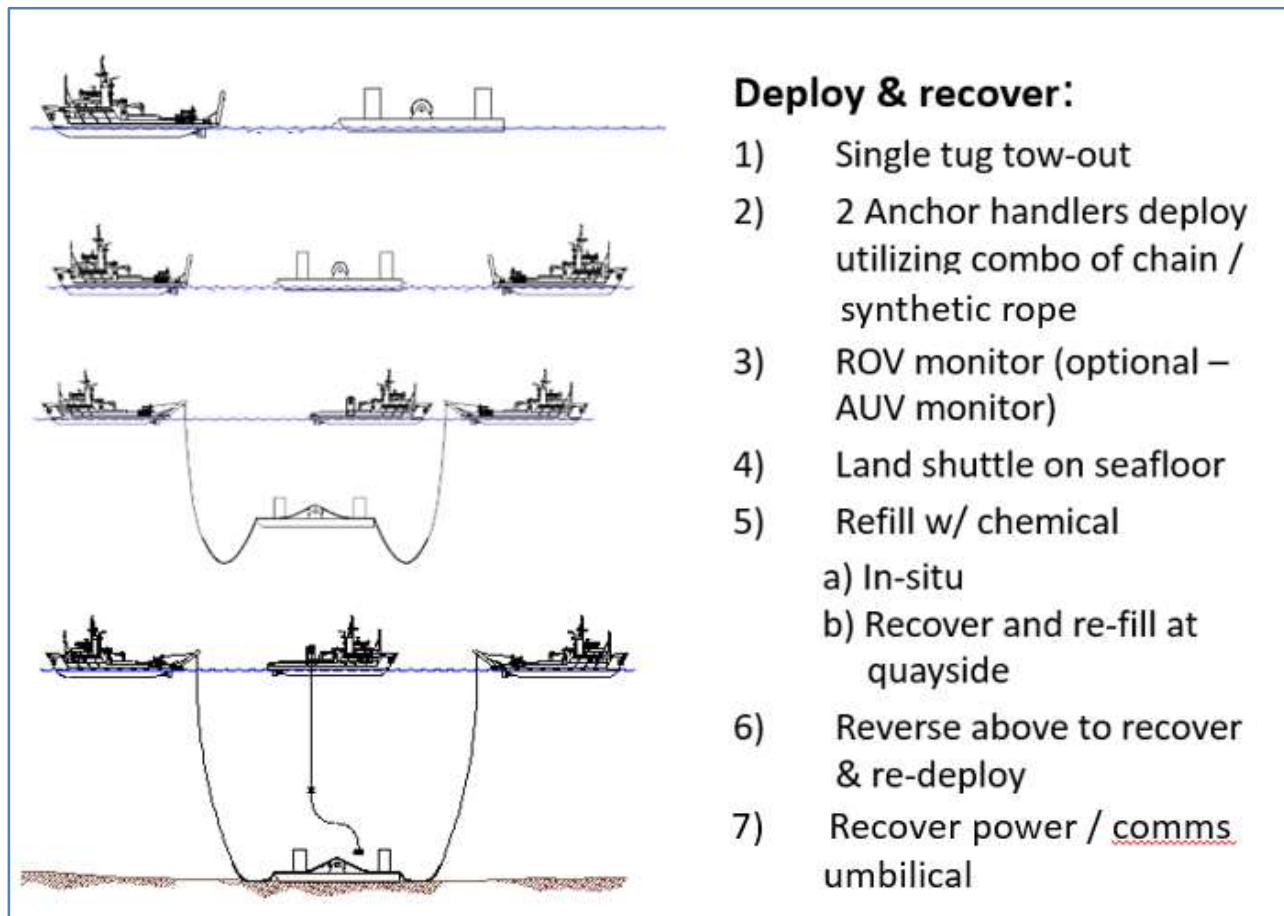 Deploy & recover:
1) Single tug tow-out
2) 2 Anchor handlers deploy
utilizing combo of chain /
synthetic rope
3) ROV monitor (optional –
AUV monitor)
4) Land shuttle on seafloor
5) Refill w/ chemical
a) In-situ
b) Recover and re-fill at
quayside
6) Reverse above to recover
& re-deploy
7) Recover power / comms
umbilical